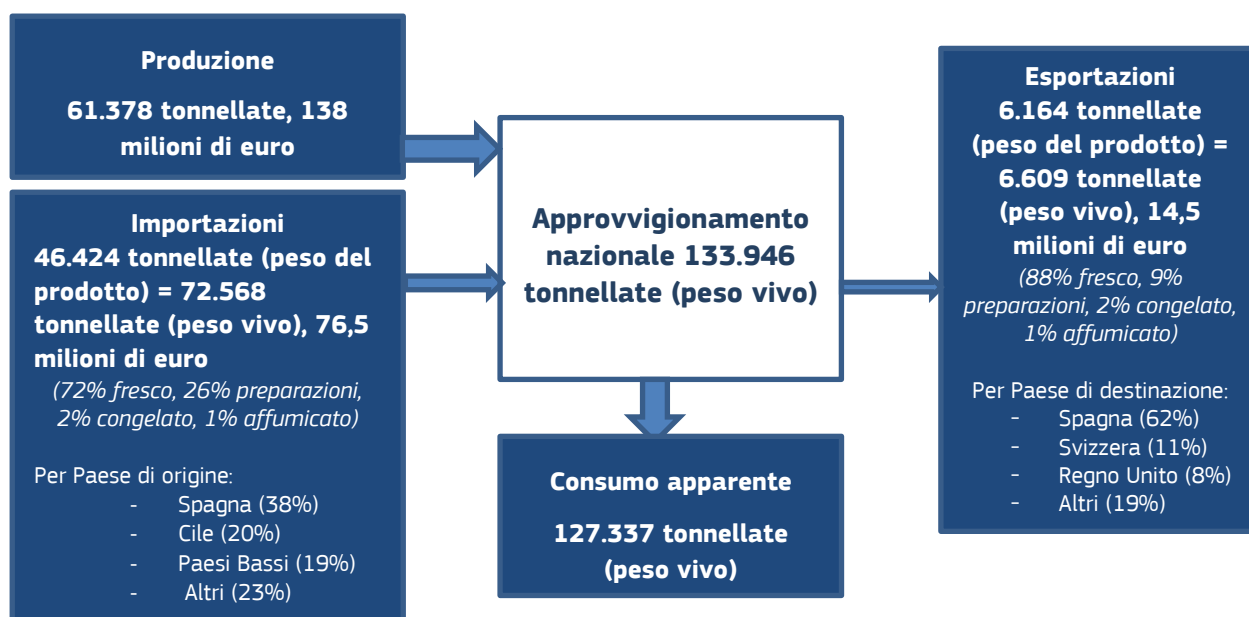 Produzione
61.378 tonnellate, 138
milioni di euro
Importazioni
46.424 tonnellate (peso del
prodotto) = 72.568
tonnellate (peso vivo), 76,5
milioni di euro
(72% fresco, 26% preparazioni,
2% congelato, 1% affumicato)
Per Paese di origine:
- Spagna (38%)
- Cile (20%)
- Paesi Bassi (19%)
- Altri (23%)
Approvvigionamento
nazionale 133.946
tonnellate (peso vivo)
Consumo apparente
127.337 tonnellate
(peso vivo)
Esportazioni
6.164 tonnellate
(peso del prodotto) =
6.609 tonnellate
(peso vivo), 14,5
milioni di euro
(88% fresco, 9%
preparazioni, 2% congelato,
1% affumicato)
Per Paese di destinazione:
- Spagna (62%)
- Svizzera (11%)
- Regno Unito (8%)
- Altri (19%)